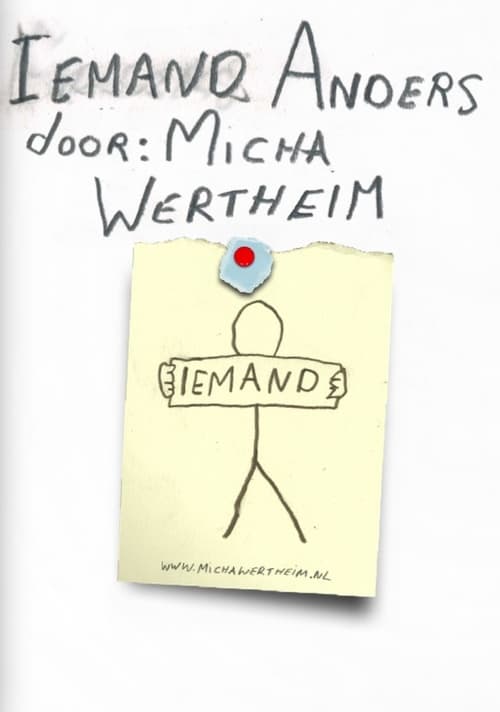 IEMAND ANDERS
door: MICHA
WERTHEIM
IEMAND
WWW.MICHAWERTHEIM.NL